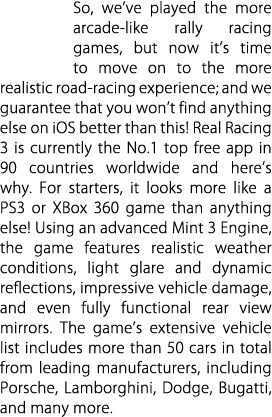 So, we've played the more
arcade-like rally racing
games, but now it's time
to move on to the more
realistic road-racing experience; and we
guarantee that you won't find anything
else on iOS better than this! Real Racing
3 is currently the No.1 top free app in
90 countries worldwide and here's
why. For starters, it looks more like a
PS3 or XBox 360 game than anything
else! Using an advanced Mint 3 Engine,
the game features realistic weather
conditions, light glare and dynamic
reflections, impressive vehicle damage,
and even fully functional rear view
mirrors. The game's extensive vehicle
list includes more than 50 cars in total
from leading manufacturers, including
Porsche, Lamborghini, Dodge, Bugatti,
and many more.